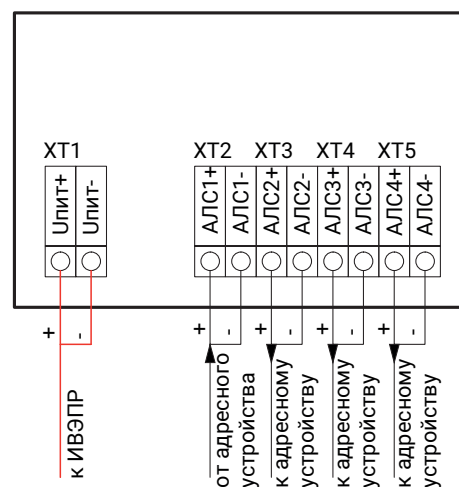 XT1
XT2
XT3
XT4
XT5
Uпит+
Uпит-
АЛС1+
АЛС1-
АЛС2+
АЛС2-
АЛС3+
АЛС3-
АЛС4+
АЛС4-
+
-
+
-
+
-
+
-
+
-
к ИВЭПР
от адресного
устройства
к адресному
устройству
к адресному
устройству
к адресному
устройству